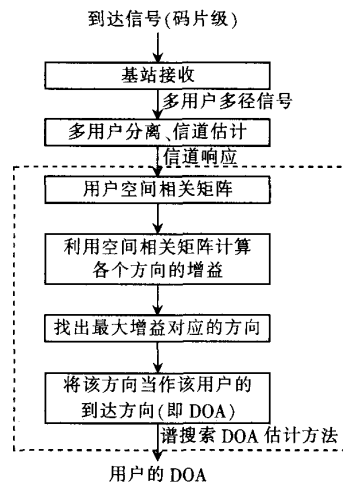 到达信号(码片级)
基站接收
多用户多径信号
多用户分离、信道估计
信道响应
用户空间相关矩阵
利用空间相关矩阵计算
各个方向的增益
找出最大增益对应的方向
将该方向当作该用户的
到达方向(即DOA)
谱搜索DOA估计方法
用户的DOA